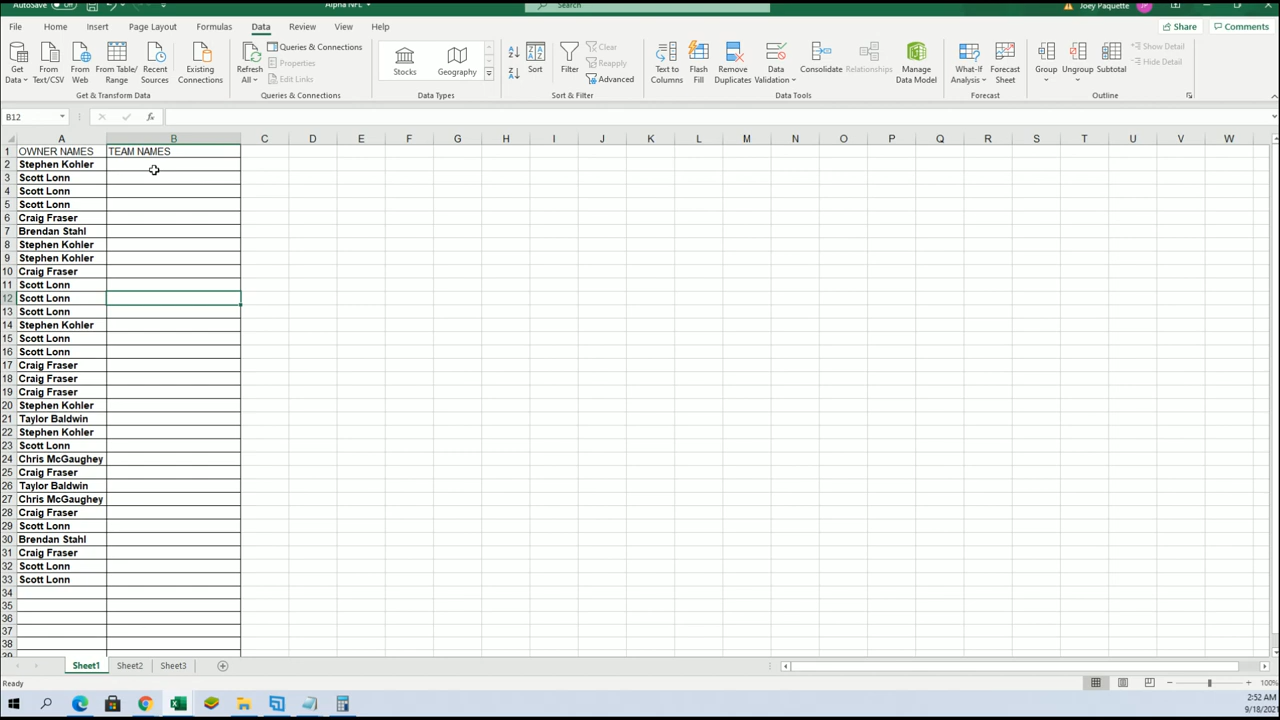 AutoSave Off Alpha NFL Search Joey Paquette JP
File Home Insert Page Layout Formulas Data Review View Help Share Comments
Get Data From Text/CSV From Web From Table/Range Recent Sources Existing Connections
Get & Transform Data
Refresh All Queries & Connections Properties Edit Links
Queries & Connections
Stocks Geography
Data Types
Sort Filter Clear Reapply Advanced
Sort & Filter
Text to Columns Flash Fill Remove Duplicates Data Validation Consolidate Relationships Manage Data Model
Data Tools
What-If Analysis Forecast Sheet
Forecast
Group Ungroup Subtotal Show Detail Hide Detail
Outline
B12 fx
A B C D E F G H I J K L M N O P Q R S T U V W
1 OWNER NAMES TEAM NAMES
2 Stephen Kohler
3 Scott Lonn
4 Scott Lonn
5 Scott Lonn
6 Craig Fraser
7 Brendan Stahl
8 Stephen Kohler
9 Stephen Kohler
10 Craig Fraser
11 Scott Lonn
12 Scott Lonn
13 Scott Lonn
14 Stephen Kohler
15 Scott Lonn
16 Scott Lonn
17 Craig Fraser
18 Craig Fraser
19 Craig Fraser
20 Stephen Kohler
21 Taylor Baldwin
22 Stephen Kohler
23 Scott Lonn
24 Chris McGaughey
25 Craig Fraser
26 Taylor Baldwin
27 Chris McGaughey
28 Craig Fraser
29 Scott Lonn
30 Brendan Stahl
31 Craig Fraser
32 Scott Lonn
33 Scott Lonn
34
35
36
37
38
39
Sheet1 Sheet2 Sheet3
Ready 100%
2:52 AM
9/18/2021